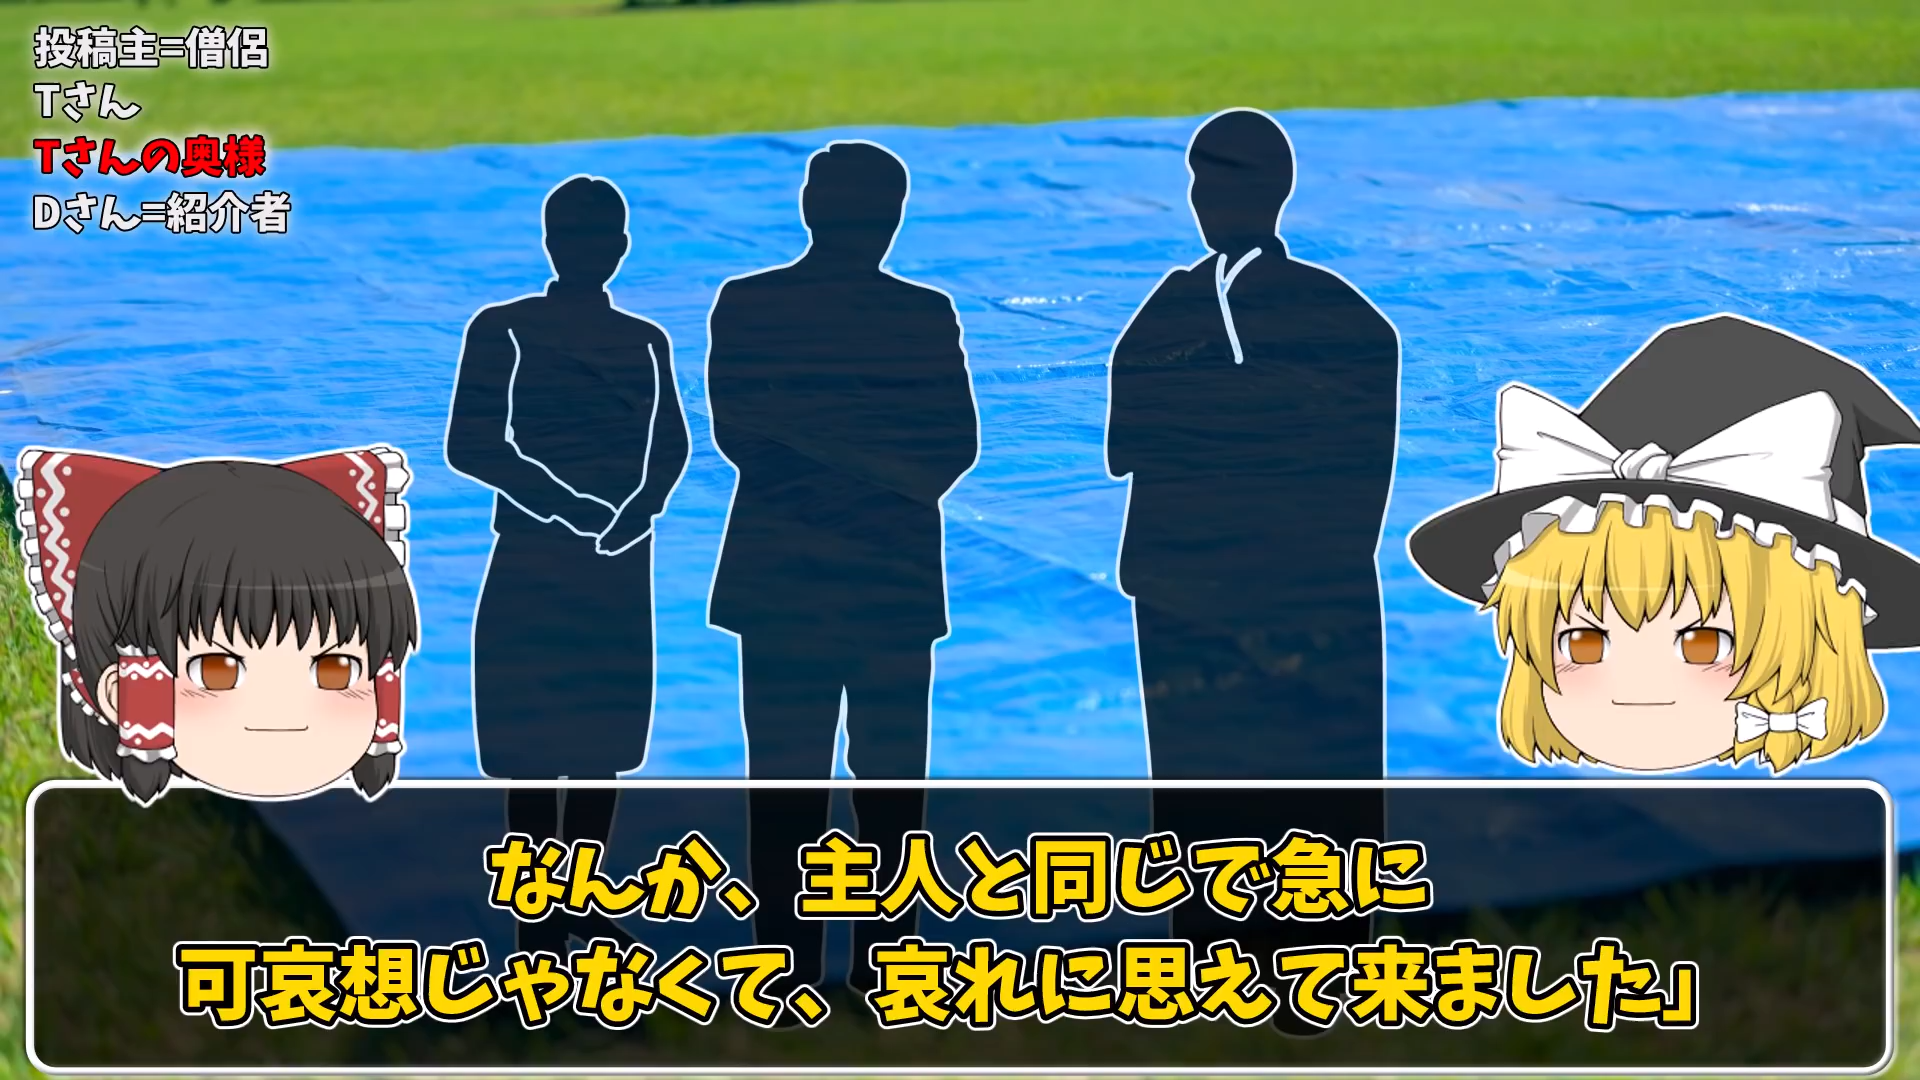 投稿主=僧侶
Tさん
Tさんの奥様
Dさん=紹介者
なんか、主人と同じで急に
可哀想じゃなくて、哀れに思えて来ました」